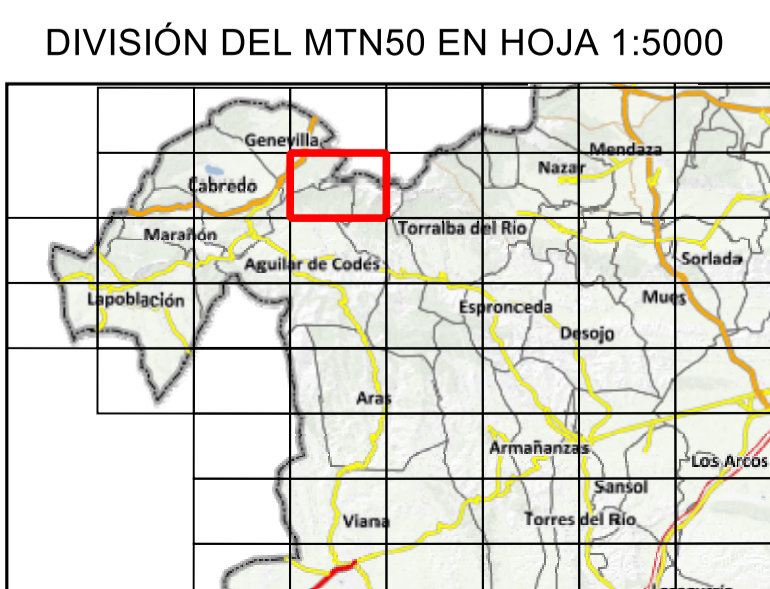 DIVISIÓN DEL MTN50 EN HOJA 1:5000
Genevilla
Mendaza
Nazar
Cabredo
Marañón
Torralba del Río
Aguilar de Codés
Sorlada
Lapoblación
Mues
Espronceda
Desojo
Aras
Armañanzas
Los Arcos
Sansol
Viana
Torres del Río